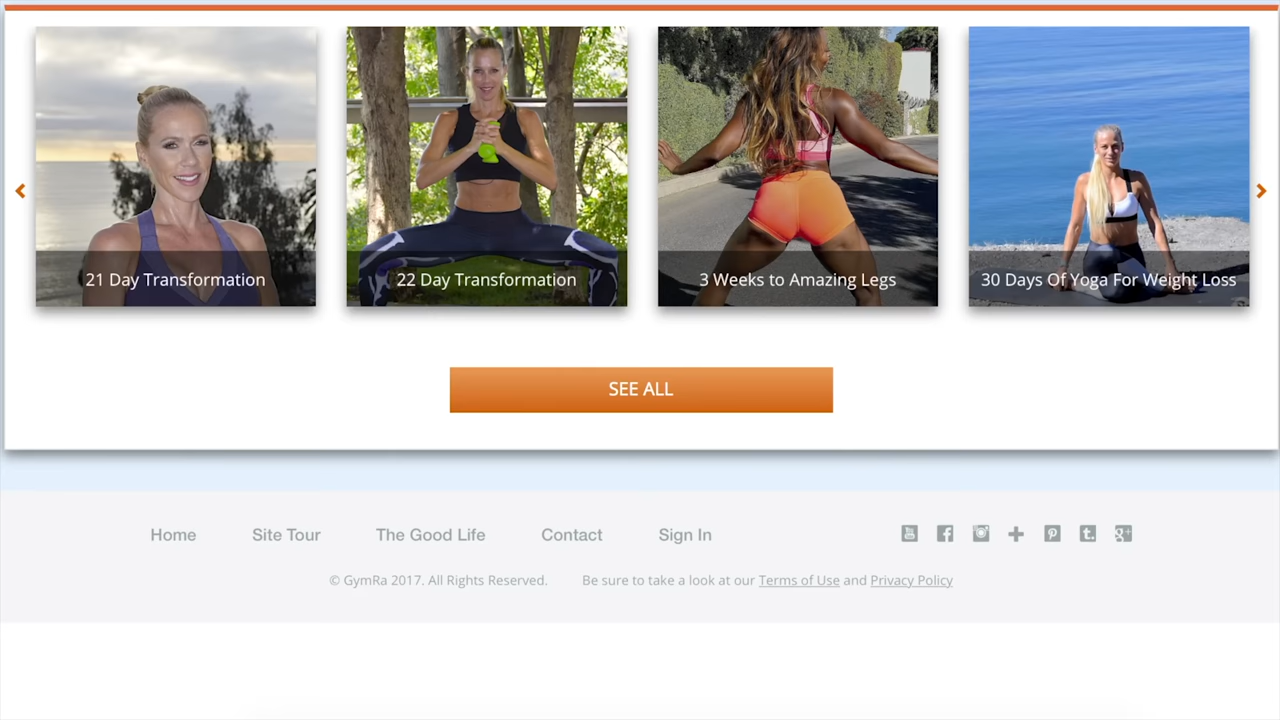 21 Day Transformation
22 Day Transformation
3 Weeks to Amazing Legs
30 Days Of Yoga For Weight Loss
SEE ALL
Home
Site Tour
The Good Life
Contact
Sign In
© GymRa 2017. All Rights Reserved.
Be sure to take a look at our Terms of Use and Privacy Policy